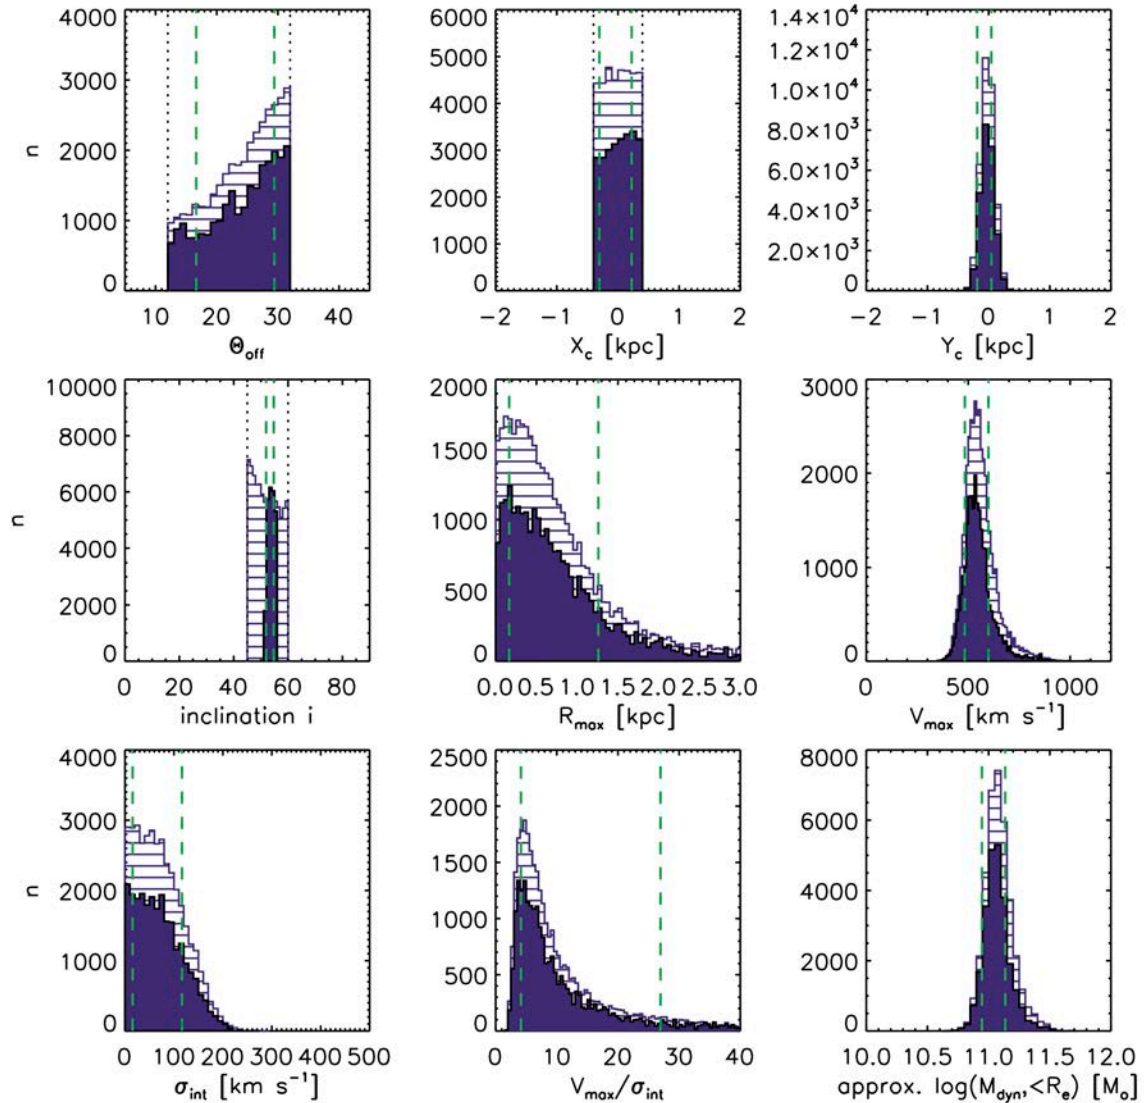 4000 6000 1.4×10⁴
5000 1.2×10⁴
3000 1.0×10⁴
4000 8.0×10³
n 2000 3000 6.0×10³
2000 4.0×10³
1000
1000 2.0×10³
0 0 0
10 20 30 40 -2 -1 0 1 2 -2 -1 0 1 2
Θoff Xc [kpc] Yc [kpc]
10000 2000 3000
8000 1500
2000
n 6000 1000
4000 1000
500
2000
0 0 0
0 20 40 60 80 0.0 0.5 1.0 1.5 2.0 2.5 3.0 0 500 1000
inclination i Rmax [kpc] Vmax [km s⁻¹]
4000 2500 8000
3000 2000 6000
n 2000 1500 4000
1000
1000 500 2000
0 0 0
0 100 200 300 400 500 0 10 20 30 40 10.0 10.5 11.0 11.5 12.0
σint [km s⁻¹] Vmax/σint approx. log(Mdyn,<Re) [Mo]